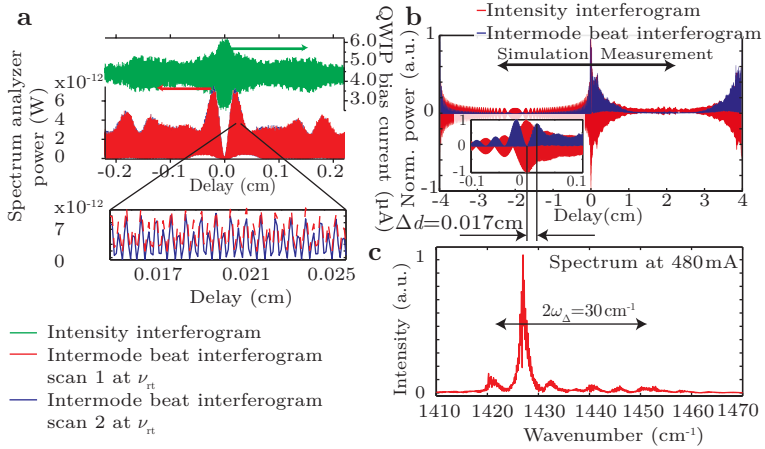 a
Spectrum analyzer
power (W)
x10⁻¹²
6
4
2
0
QWIP bias current (µA)
6.0
5.0
4.0
3.0
-0.2
-0.1
0.0
0.1
0.2
Delay (cm)
x10⁻¹²
7
0
0.017
0.021
0.025
Delay (cm)
Intensity interferogram
Intermode beat interferogram
scan 1 at νrt
Intermode beat interferogram
scan 2 at νrt
b
Intensity interferogram
Intermode beat interferogram
Simulation
Measurement
Norm. power (a.u.)
1
0
-1
1
0
-1
-0.1
0
0.1
-4
-3
-2
-1
0
1
2
3
4
Delay(cm)
Δd=0.017cm
c
Spectrum at 480mA
2ωΔ=30cm⁻¹
Intensity (a.u.)
1
0
1410
1420
1430
1440
1450
1460
1470
Wavenumber (cm⁻¹)